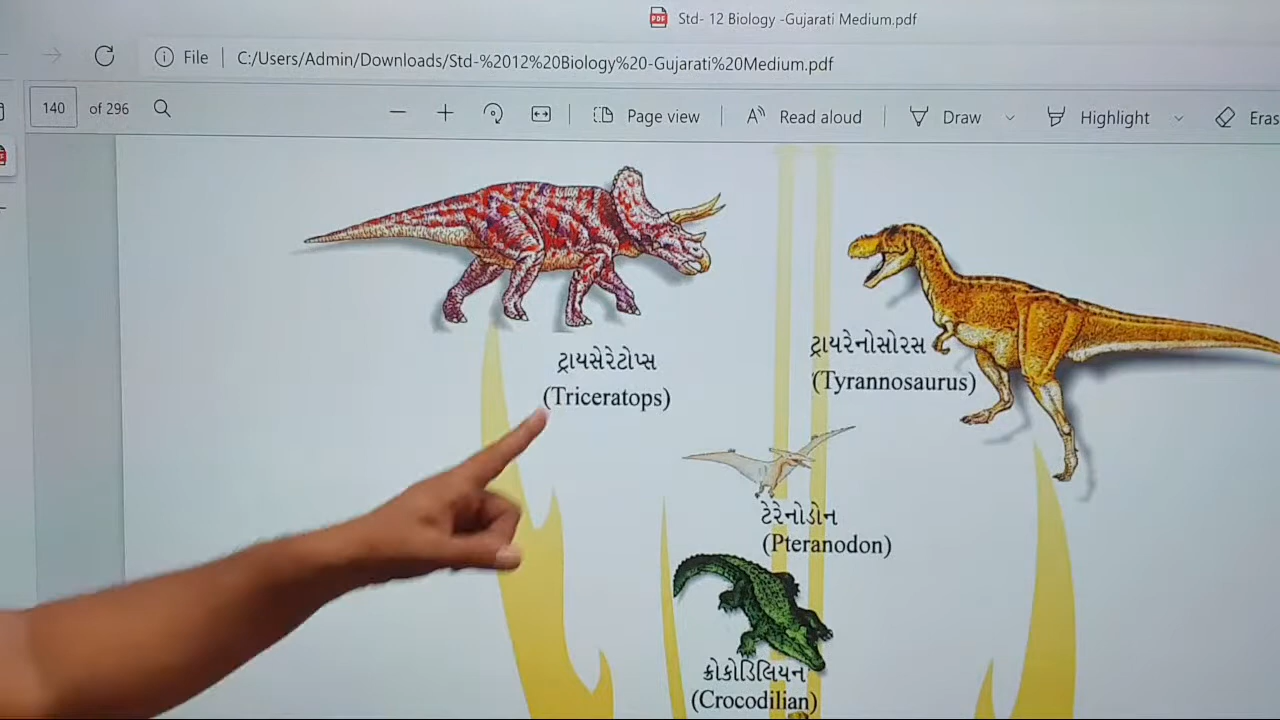 Std- 12 Biology -Gujarati Medium.pdf
File
C:/Users/Admin/Downloads/Std-%2012%20Biology%20-Gujarati%20Medium.pdf
140 of 296
Page view
Read aloud
Draw
Highlight
Eras
ટ્રાયસેરેટોપ્સ
(Triceratops)
ટ્રાયરેનોસોરસ
(Tyrannosaurus)
ટેરેનોડોન
(Pteranodon)
ક્રોકોડિલિયન
(Crocodilian)